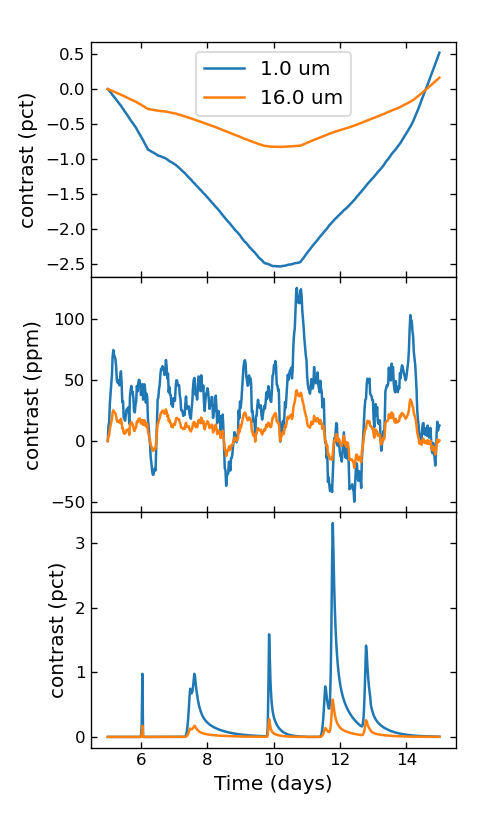 0.5
0.0
−0.5
−1.0
−1.5
−2.0
−2.5
contrast (pct)
1.0 um
16.0 um
100
50
0
−50
contrast (ppm)
3
2
1
0
contrast (pct)
6 8 10 12 14
Time (days)